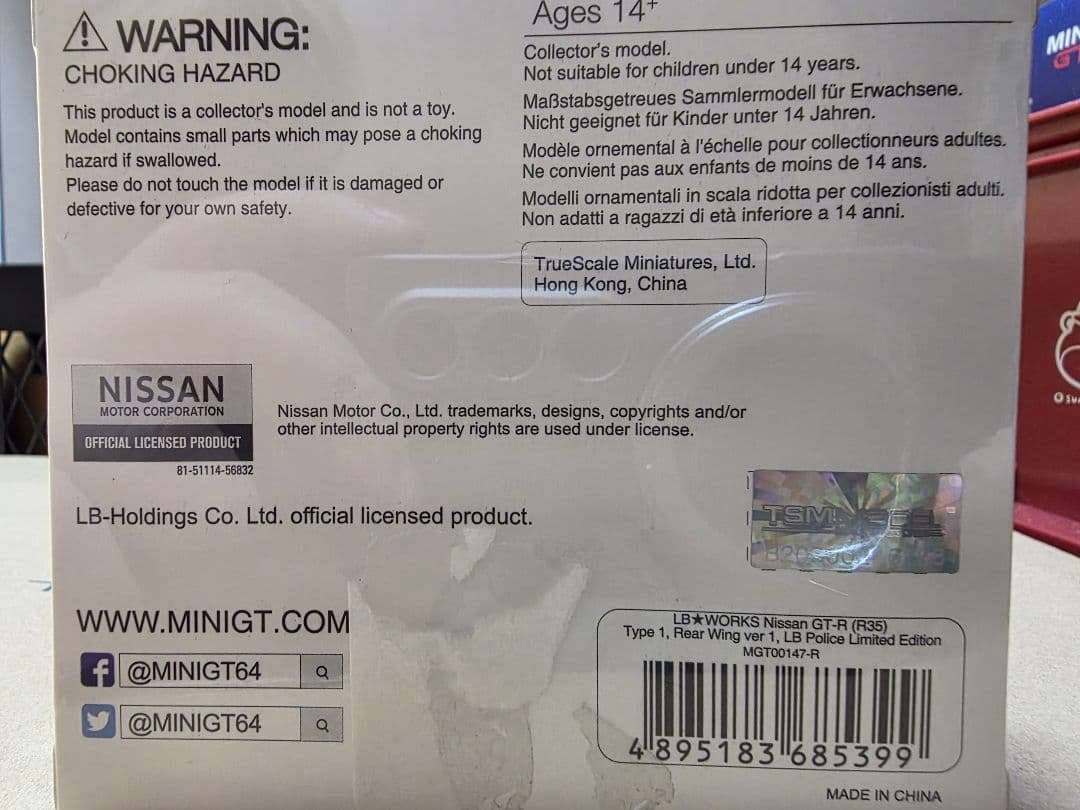 WARNING:
CHOKING HAZARD
This product is a collector's model and is not a toy.
Model contains small parts which may pose a choking
hazard if swallowed.
Please do not touch the model if it is damaged or
defective for your own safety.
Ages 14+
Collector's model.
Not suitable for children under 14 years.
Maßstabsgetreues Sammlermodell für Erwachsene.
Nicht geeignet für Kinder unter 14 Jahren.
Modèle ornemental à l'échelle pour collectionneurs adultes.
Ne convient pas aux enfants de moins de 14 ans.
Modelli ornamentali in scala ridotta per collezionisti adulti.
Non adatti a ragazzi di età inferiore a 14 anni.
TrueScale Miniatures, Ltd.
Hong Kong, China
NISSAN
MOTOR CORPORATION
OFFICIAL LICENSED PRODUCT
81-51114-56832
Nissan Motor Co., Ltd. trademarks, designs, copyrights and/or
other intellectual property rights are used under license.
LB-Holdings Co. Ltd. official licensed product.
TSM
WWW.MINIGT.COM
@MINIGT64
@MINIGT64
LB★WORKS Nissan GT-R (R35)
Type 1, Rear Wing ver 1, LB Police Limited Edition
MGT00147-R
4 895183 685399
MADE IN CHINA